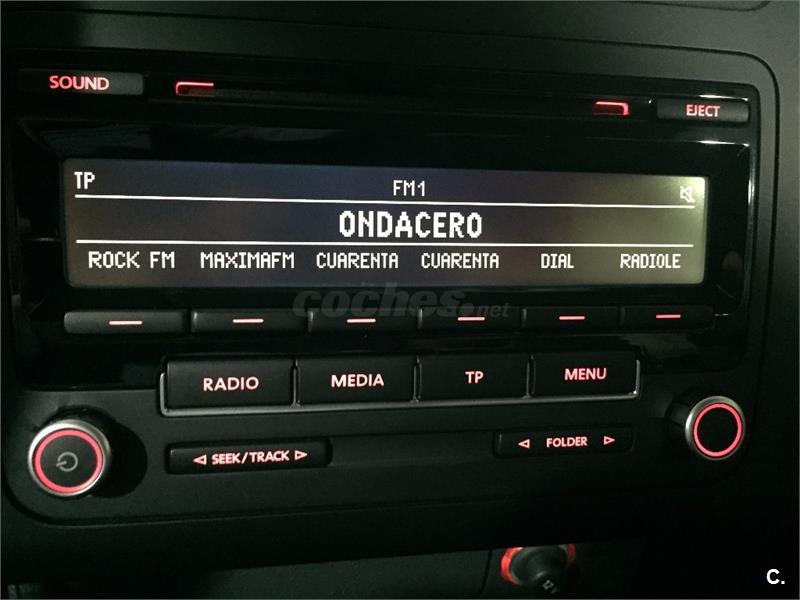 SOUND
EJECT
TP
FM1
ONDACERO
ROCK FM MAXIMAFM CUARENTA CUARENTA DIAL RADIOLE
coches.net
RADIO MEDIA TP MENU
SEEK/TRACK FOLDER
12V
C.